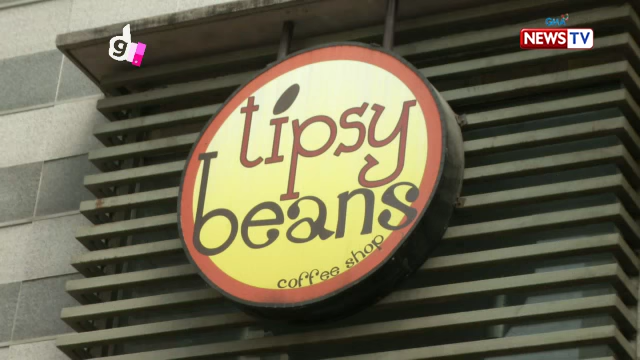 g
GMA
NEWS TV
tipsy
beans
coffee shop